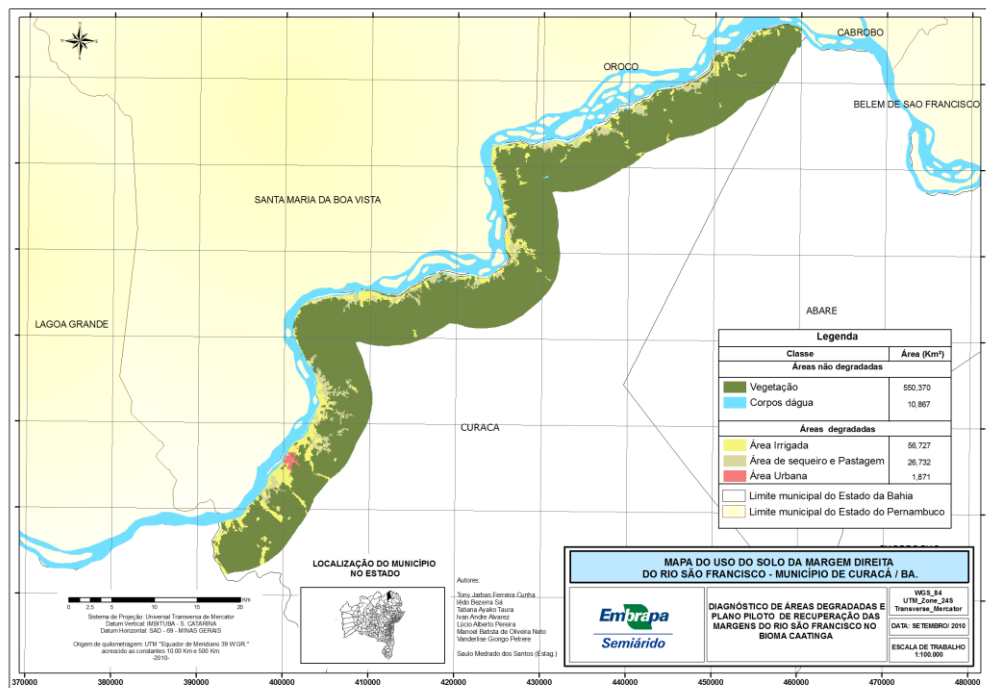 CABROBO
OROCO
BELEM DE SAO FRANCISCO
SANTA MARIA DA BOA VISTA
LAGOA GRANDE
ABARE
CURACA
Legenda
Classe Área (Km²)
Áreas não degradadas
Vegetação 550,370
Corpos dágua 10,867
Áreas degradadas
Área Irrigada 56,727
Área de sequeiro e Pastagem 26,732
Área Urbana 1,871
Limite municipal do Estado da Bahia
Limite municipal do Estado do Pernambuco
LOCALIZAÇÃO DO MUNICÍPIO
NO ESTADO
Autores:
Tony Jarbas Ferreira Cunha
Iêdo Bezerra Sá
Tatiana Ayako Taura
Ivan Andre Alvarez
Lúcio Alberto Pereira
Manoel Batista de Oliveira Neto
Vanderlise Giongo Petrere
Saulo Medrado dos Santos (Estag.)
0 2,5 5 10 15 20
Km
Sistema de Projeção: Universal Transversa de Mercator
Datum Vertical: IMBITUBA - S. CATARINA
Datum Horizontal: SAD - 69 - MINAS GERAIS
Origem de quilometragem: UTM "Equador de Meridiano 39 W GR."
acrescido as constantes 10.00 Km e 500 Km.
-2010-
MAPA DO USO DO SOLO DA MARGEM DIREITA
DO RIO SÃO FRANCISCO - MUNICÍPIO DE CURACÁ / BA.
Embrapa
Semiárido
DIAGNÓSTICO DE ÁREAS DEGRADADAS E
PLANO PILOTO DE RECUPERAÇÃO DAS
MARGENS DO RIO SÃO FRANCISCO NO
BIOMA CAATINGA
WGS_84
UTM_Zone_24S
Transverse_Mercator
DATA: SETEMBRO/ 2010
ESCALA DE TRABALHO
1:100.000
370000 380000 390000 400000 410000 420000 430000 440000 450000 460000 470000 480000